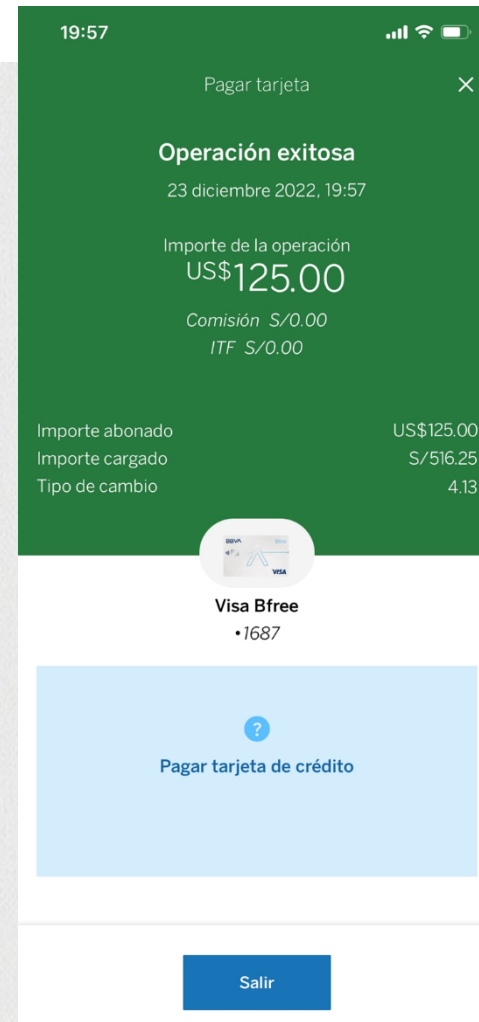 19:57
Pagar tarjeta
Operación exitosa
23 diciembre 2022, 19:57
Importe de la operación
US$125.00
Comisión S/0.00
ITF S/0.00
Importe abonado US$125.00
Importe cargado S/516.25
Tipo de cambio 4.13
BBVA Bfree
VISA
Visa Bfree
•1687
?
Pagar tarjeta de crédito
Salir